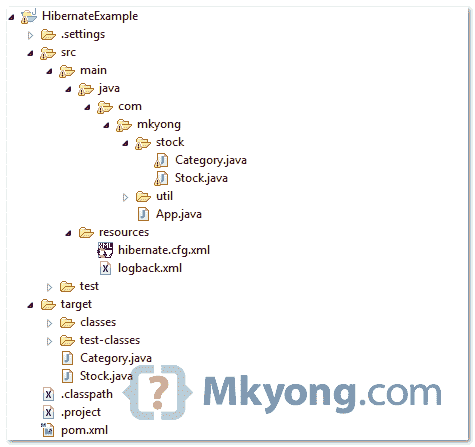 HibernateExample
.settings
src
main
java
com
mkyong
stock
Category.java
Stock.java
util
App.java
resources
hibernate.cfg.xml
logback.xml
test
target
classes
test-classes
Category.java
Stock.java
.classpath
.project
pom.xml
{?} Mkyong.com